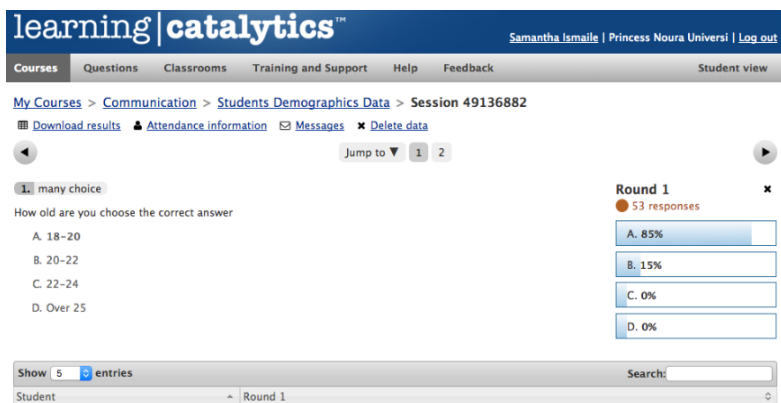 learning|catalytics™
Samantha Ismaile | Princess Noura Universi | Log out
Courses Questions Classrooms Training and Support Help Feedback Student view
My Courses > Communication > Students Demographics Data > Session 49136882
Download results Attendance information Messages Delete data
Jump to 1 2
1. many choice
How old are you choose the correct answer
A. 18-20
B. 20-22
C. 22-24
D. Over 25
Round 1
53 responses
A. 85%
B. 15%
C. 0%
D. 0%
Show 5 entries Search:
Student Round 1